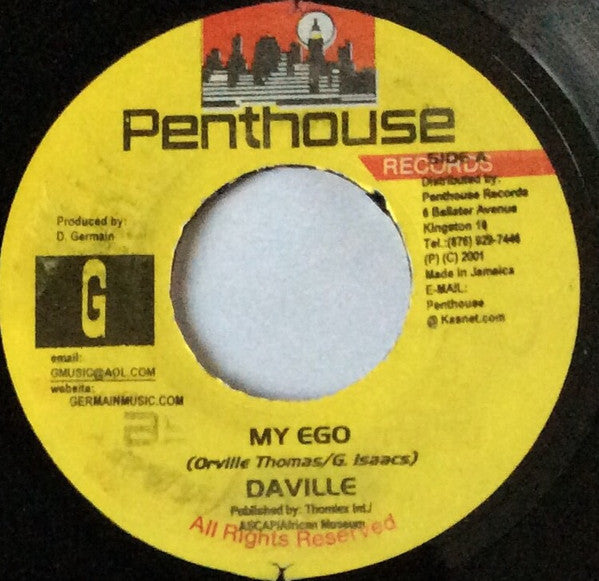 Penthouse
RECORDS
SIDE A
Distributed by:
Penthouse Records
6 Ballater Avenue
Kingston 10
Tel.:(876) 929-7446
(P) (C) 2001
Made in Jamaica
E-MAIL:
Penthouse
@ Kasnet.com
Produced by:
D. Germain
G
email:
GMUSIC@AOL.COM
website:
GERMAINMUSIC.COM
MY EGO
(Orville Thomas/G. Isaacs)
DAVILLE
Published by: Thomlex Int./
ASCAP/African Museum
All Rights Reserved